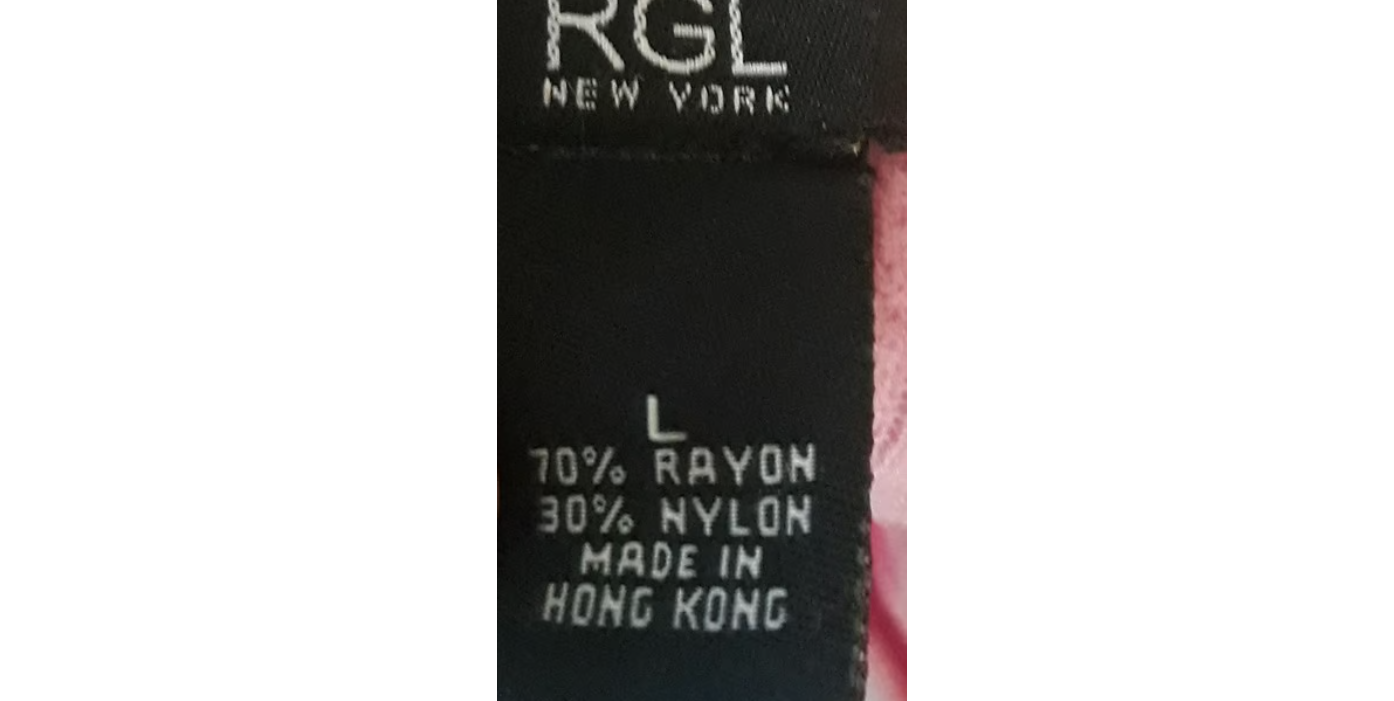 RGL
NEW YORK
L
70% RAYON
30% NYLON
MADE IN
HONG KONG